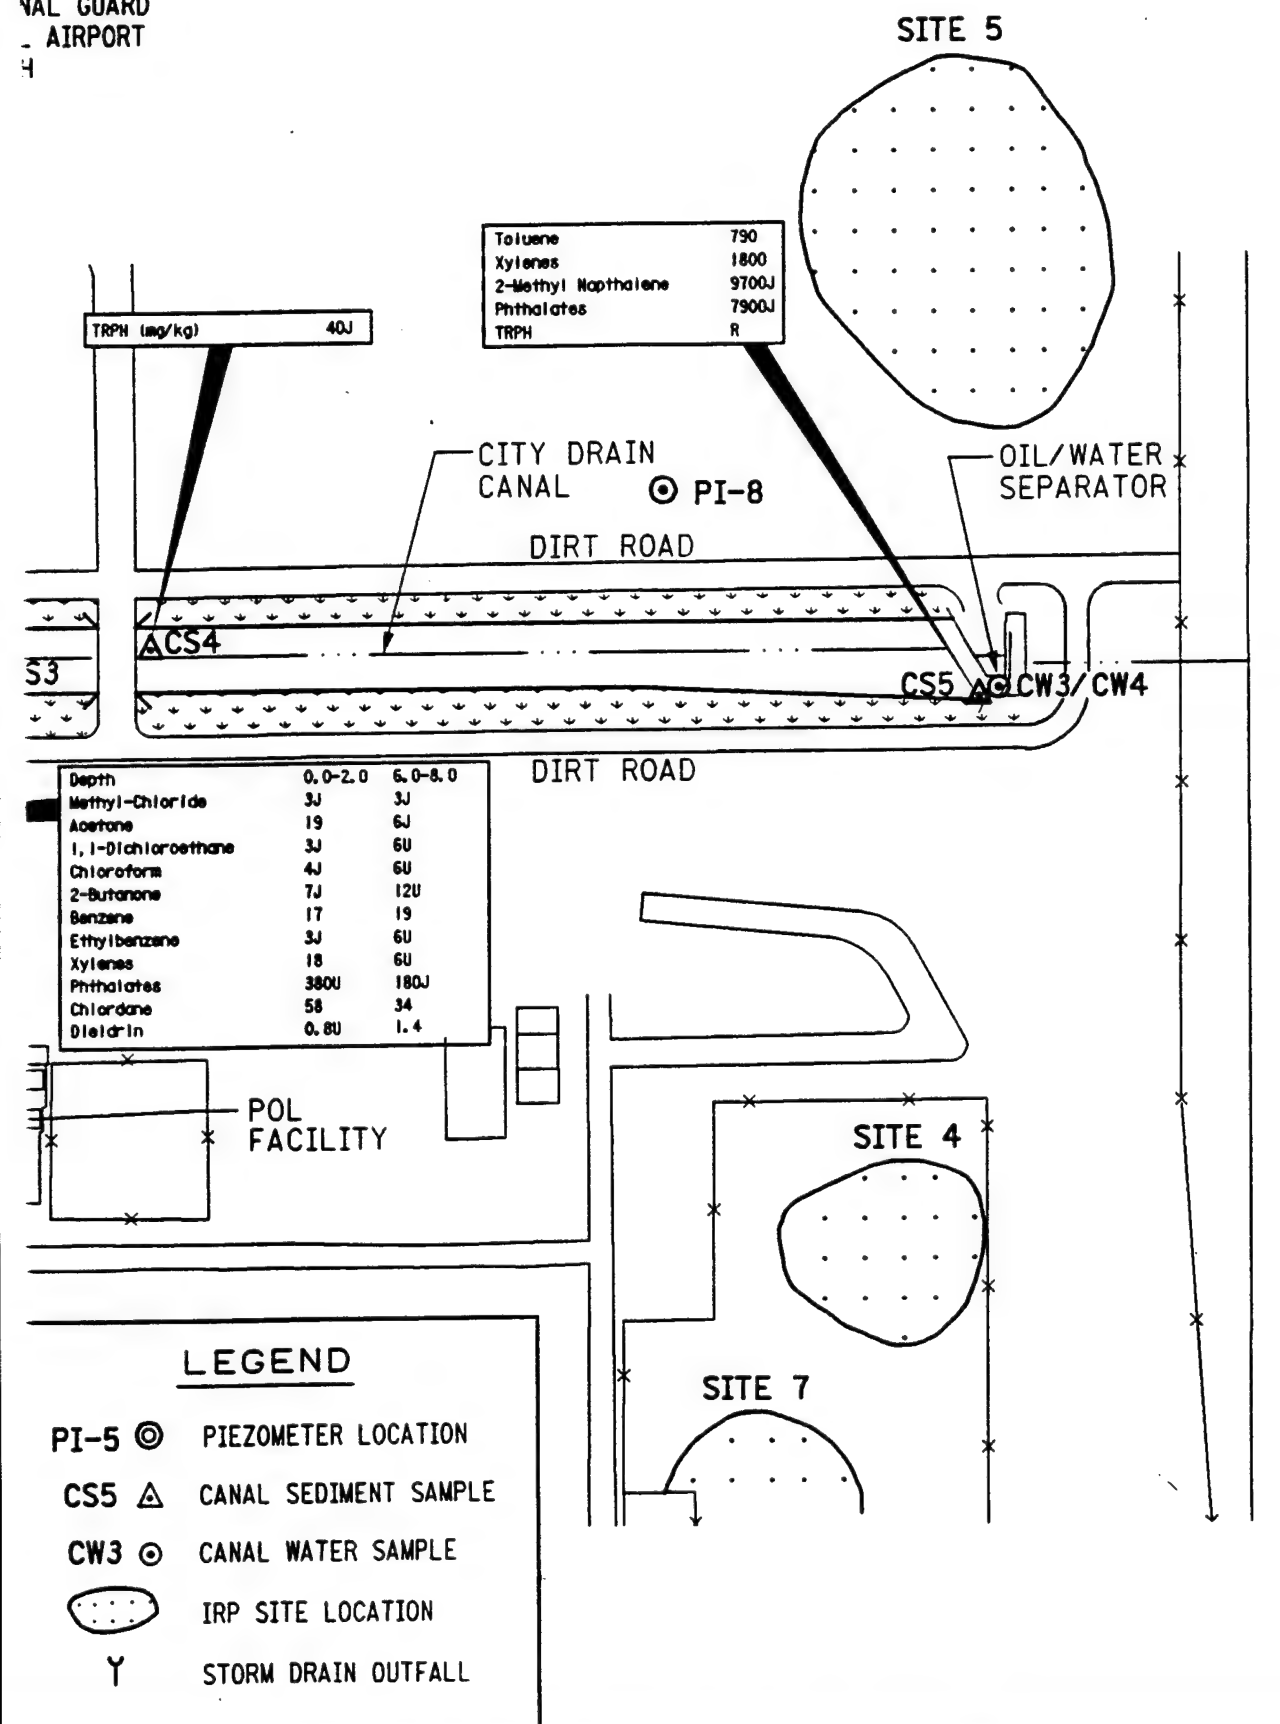 NAL GUARD
AIRPORT
H
SITE 5
Toluene 790
Xylenes 1800
2-Methyl Napthalene 9700J
Phthalates 7900J
TRPH R
TRPH (mg/kg) 40J
CITY DRAIN
CANAL
PI-8
OIL/WATER
SEPARATOR
DIRT ROAD
CS4
S3
CS5
CW3/CW4
DIRT ROAD
Depth 0.0-2.0 6.0-8.0
Methyl-Chloride 3J 3J
Acetone 19 6J
1,1-Dichloroethane 3J 6U
Chloroform 4J 6U
2-Butanone 7J 12U
Benzene 17 19
Ethylbenzene 3J 6U
Xylenes 18 6U
Phthalates 380U 180J
Chlordane 58 34
Dieldrin 0.8U 1.4
POL
FACILITY
SITE 4
SITE 7
LEGEND
PI-5 PIEZOMETER LOCATION
CS5 CANAL SEDIMENT SAMPLE
CW3 CANAL WATER SAMPLE
IRP SITE LOCATION
STORM DRAIN OUTFALL